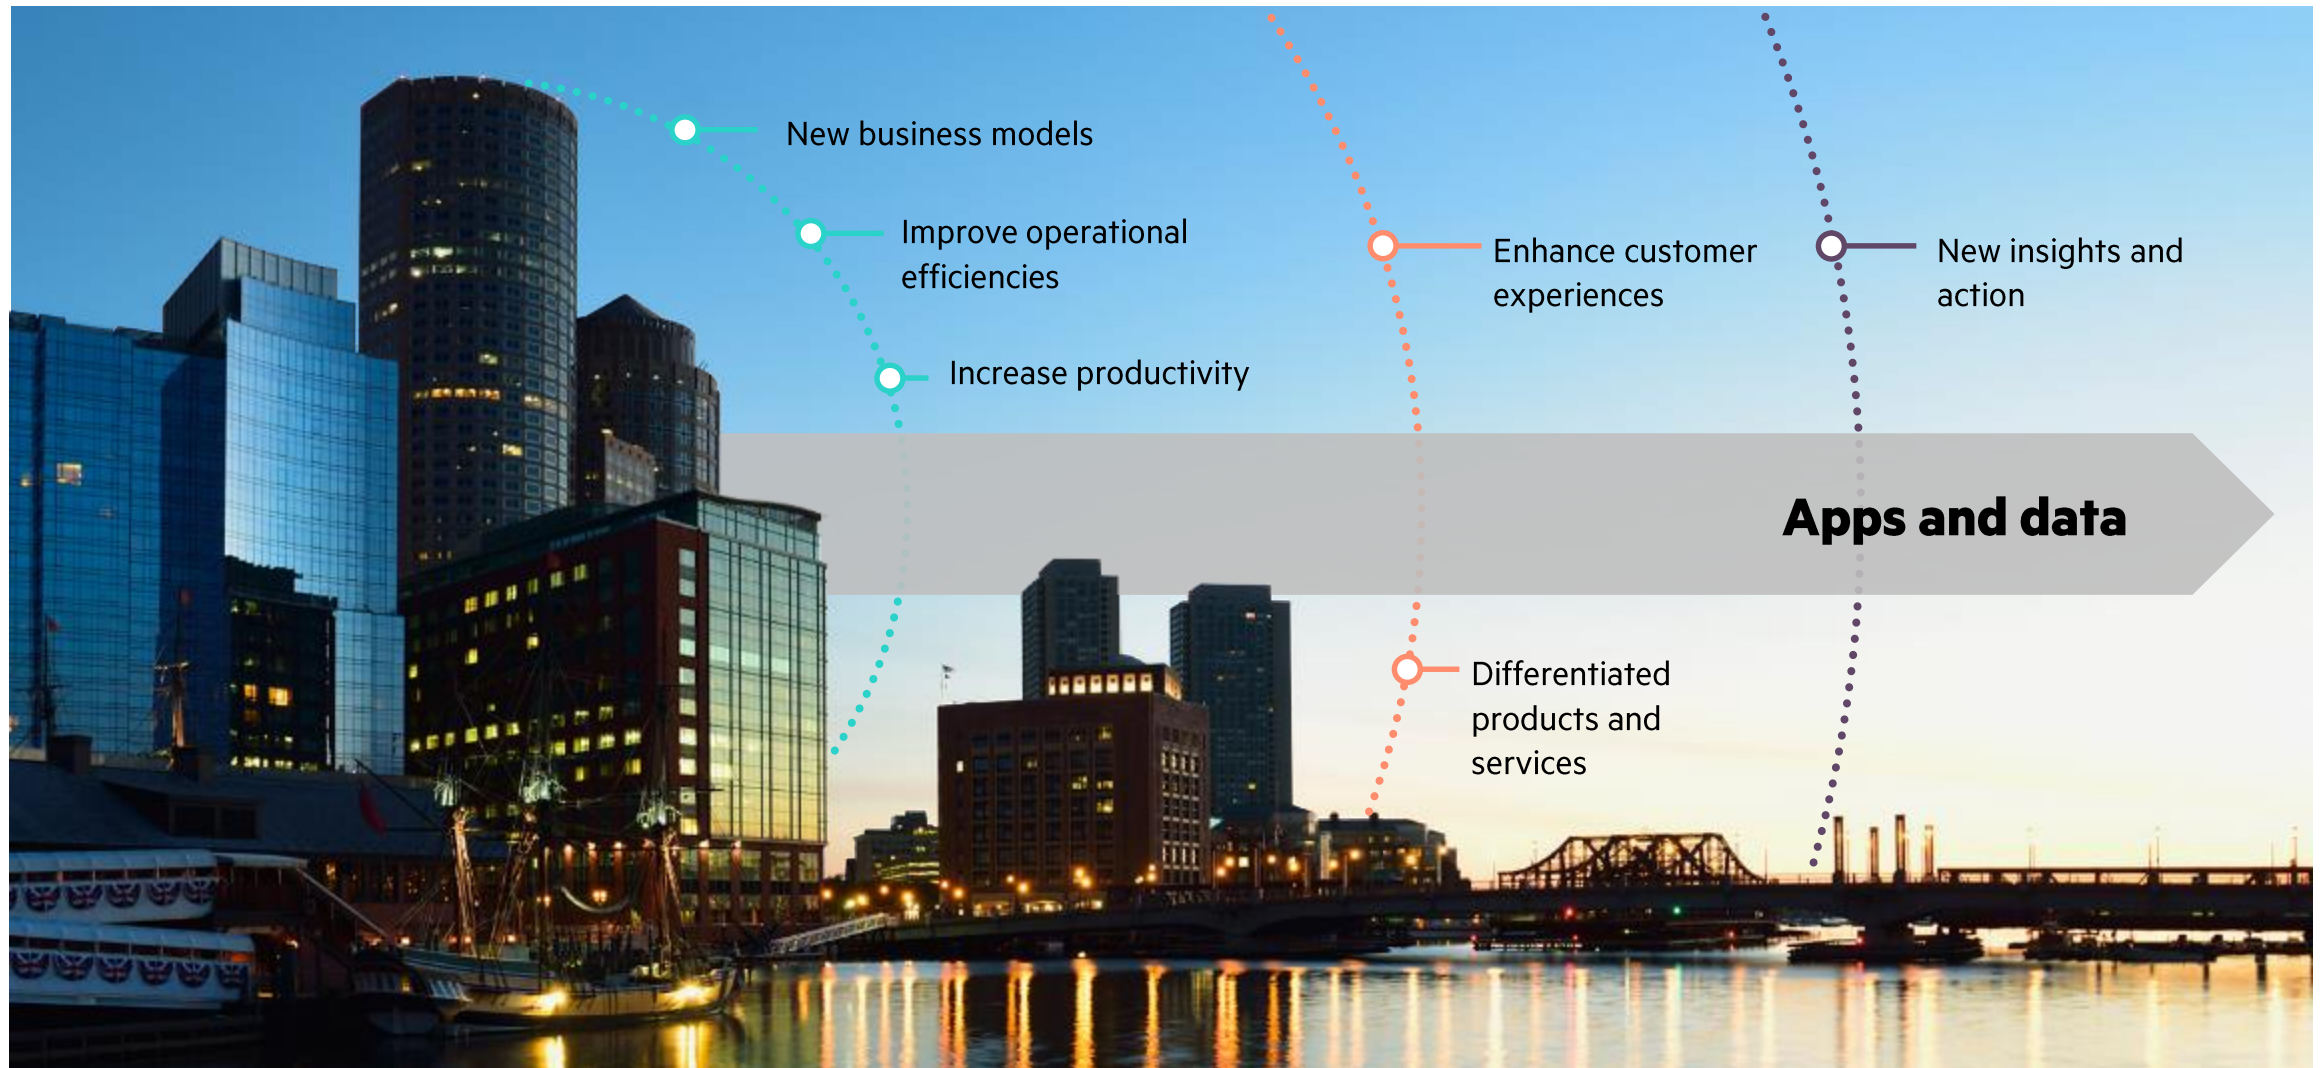 New business models
Improve operational
efficiencies
Increase productivity
Enhance customer
experiences
New insights and
action
Apps and data
Differentiated
products and
services